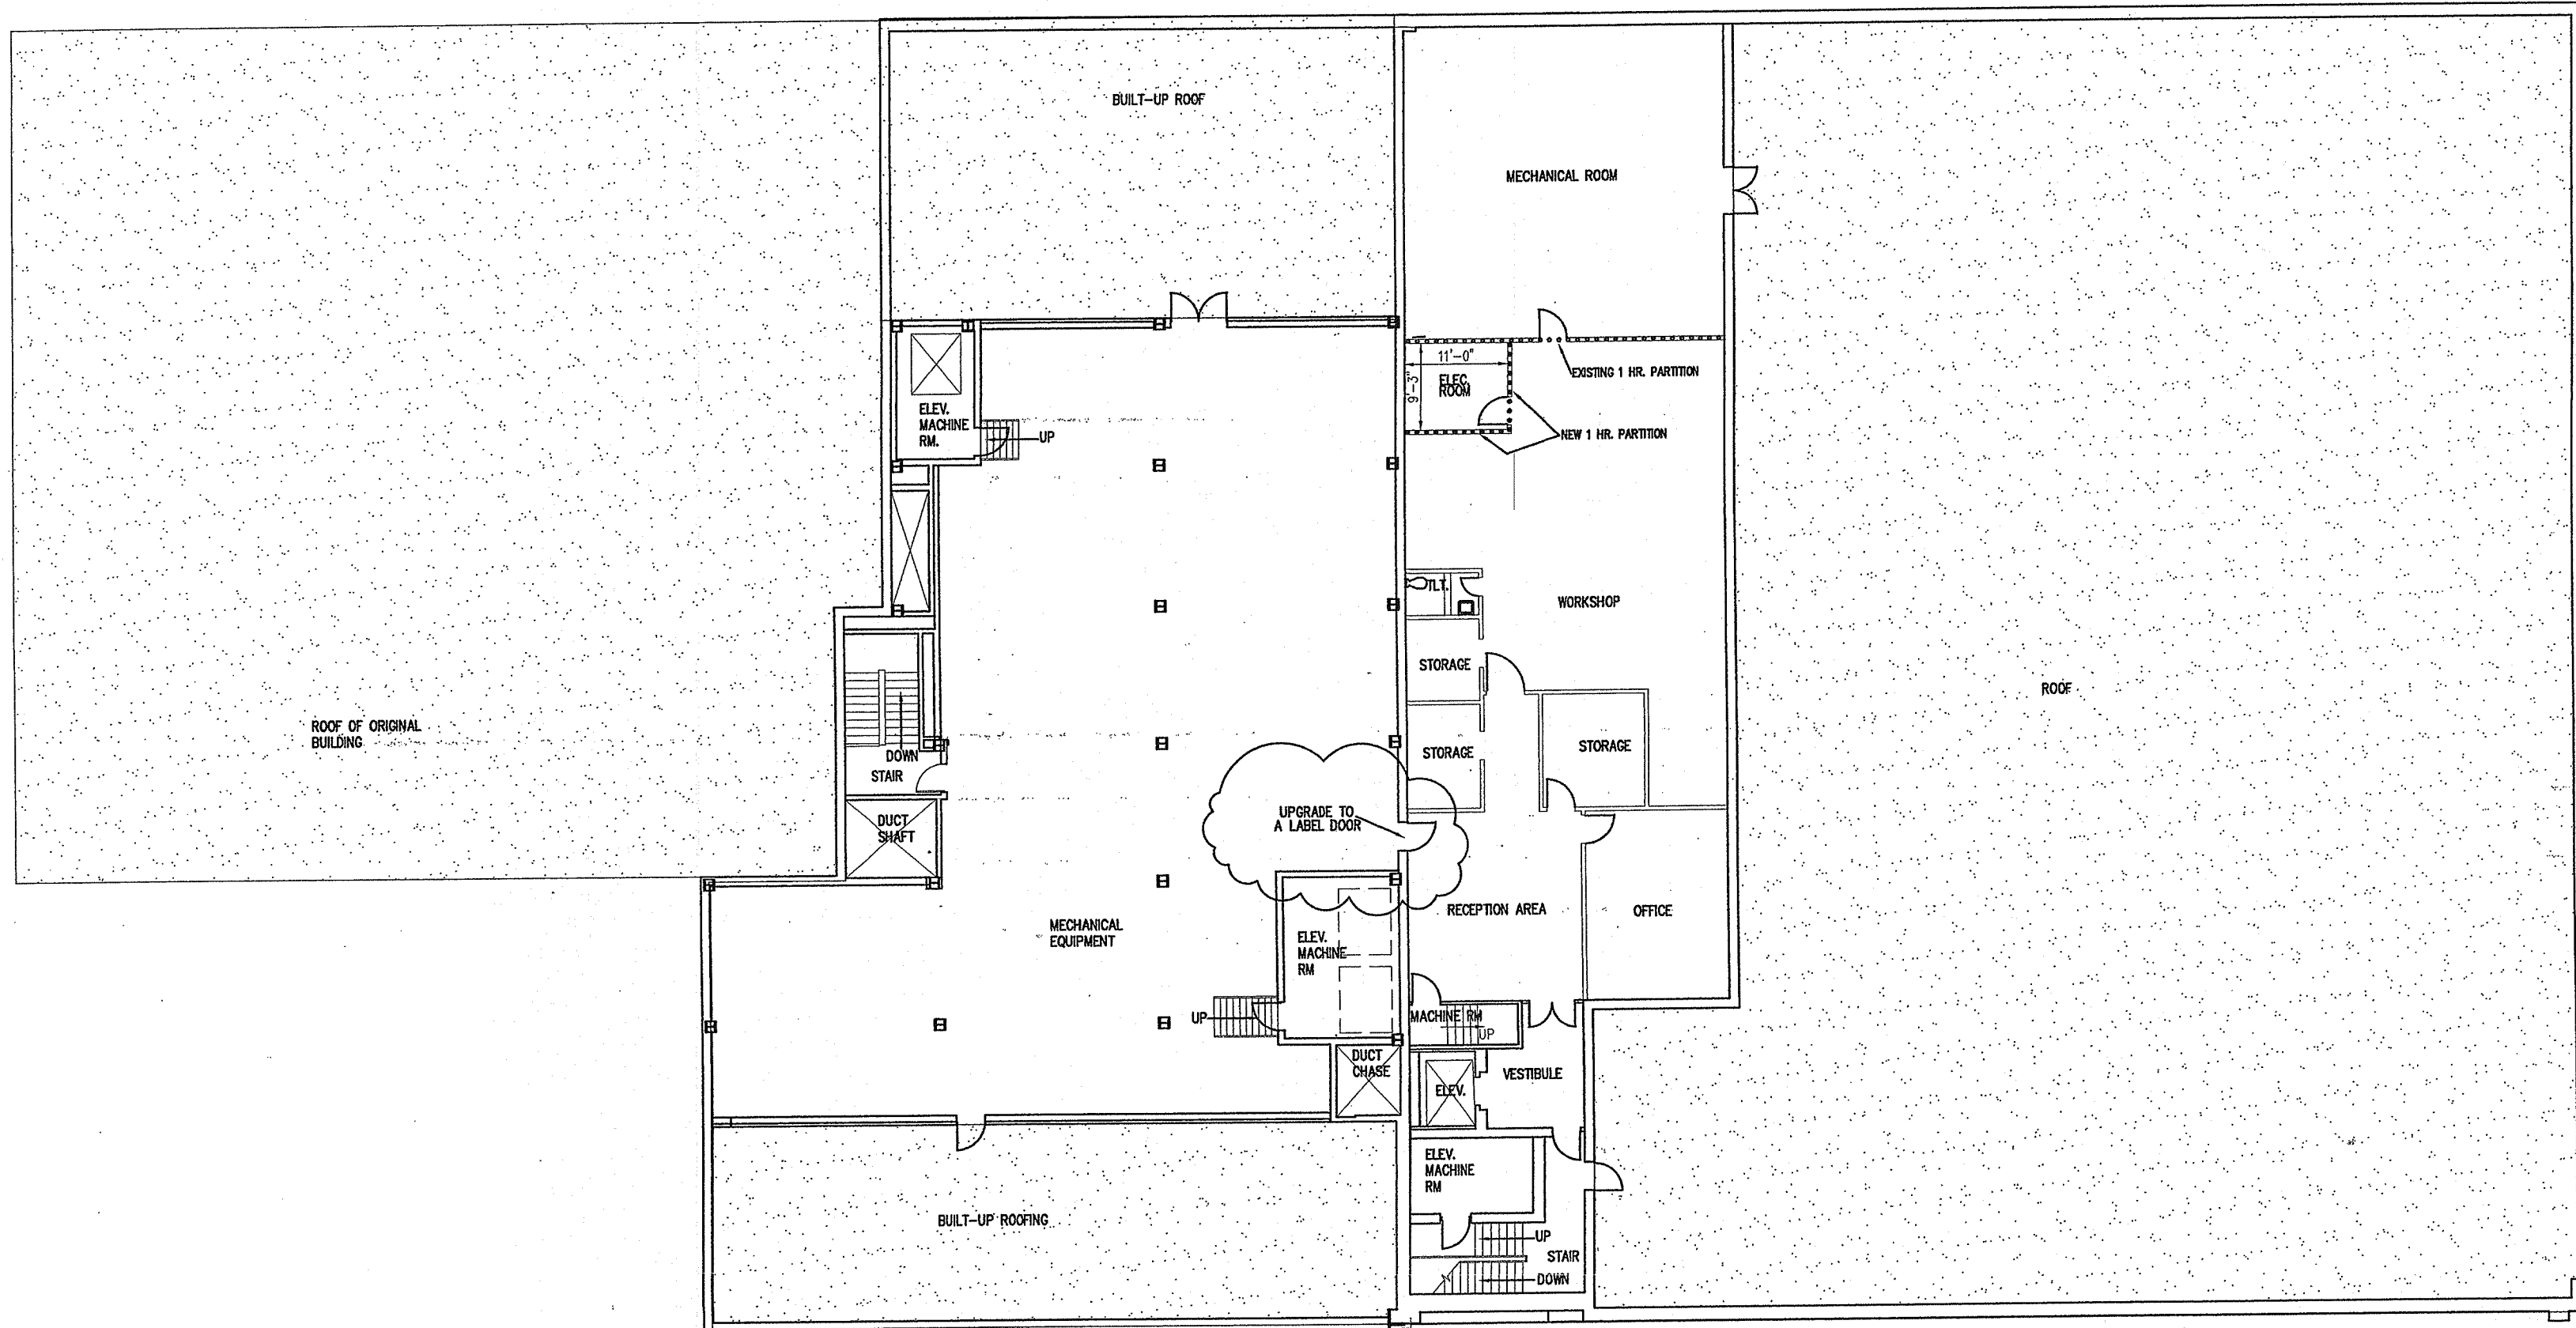 BUILT-UP ROOF
MECHANICAL ROOM
11'-0"
9'-3"
ELEC.
ROOM
EXISTING 1 HR. PARTITION
NEW 1 HR. PARTITION
ELEV.
MACHINE
RM.
UP
TLT.
WORKSHOP
STORAGE
STORAGE
STORAGE
ROOF
ROOF OF ORIGINAL
BUILDING
DOWN
STAIR
DUCT
SHAFT
UPGRADE TO
A LABEL DOOR
MECHANICAL
EQUIPMENT
ELEV.
MACHINE
RM
UP
RECEPTION AREA
OFFICE
MACHINE RM
UP
DUCT
CHASE
ELEV.
VESTIBULE
ELEV.
MACHINE
RM
BUILT-UP ROOFING
UP
STAIR
DOWN